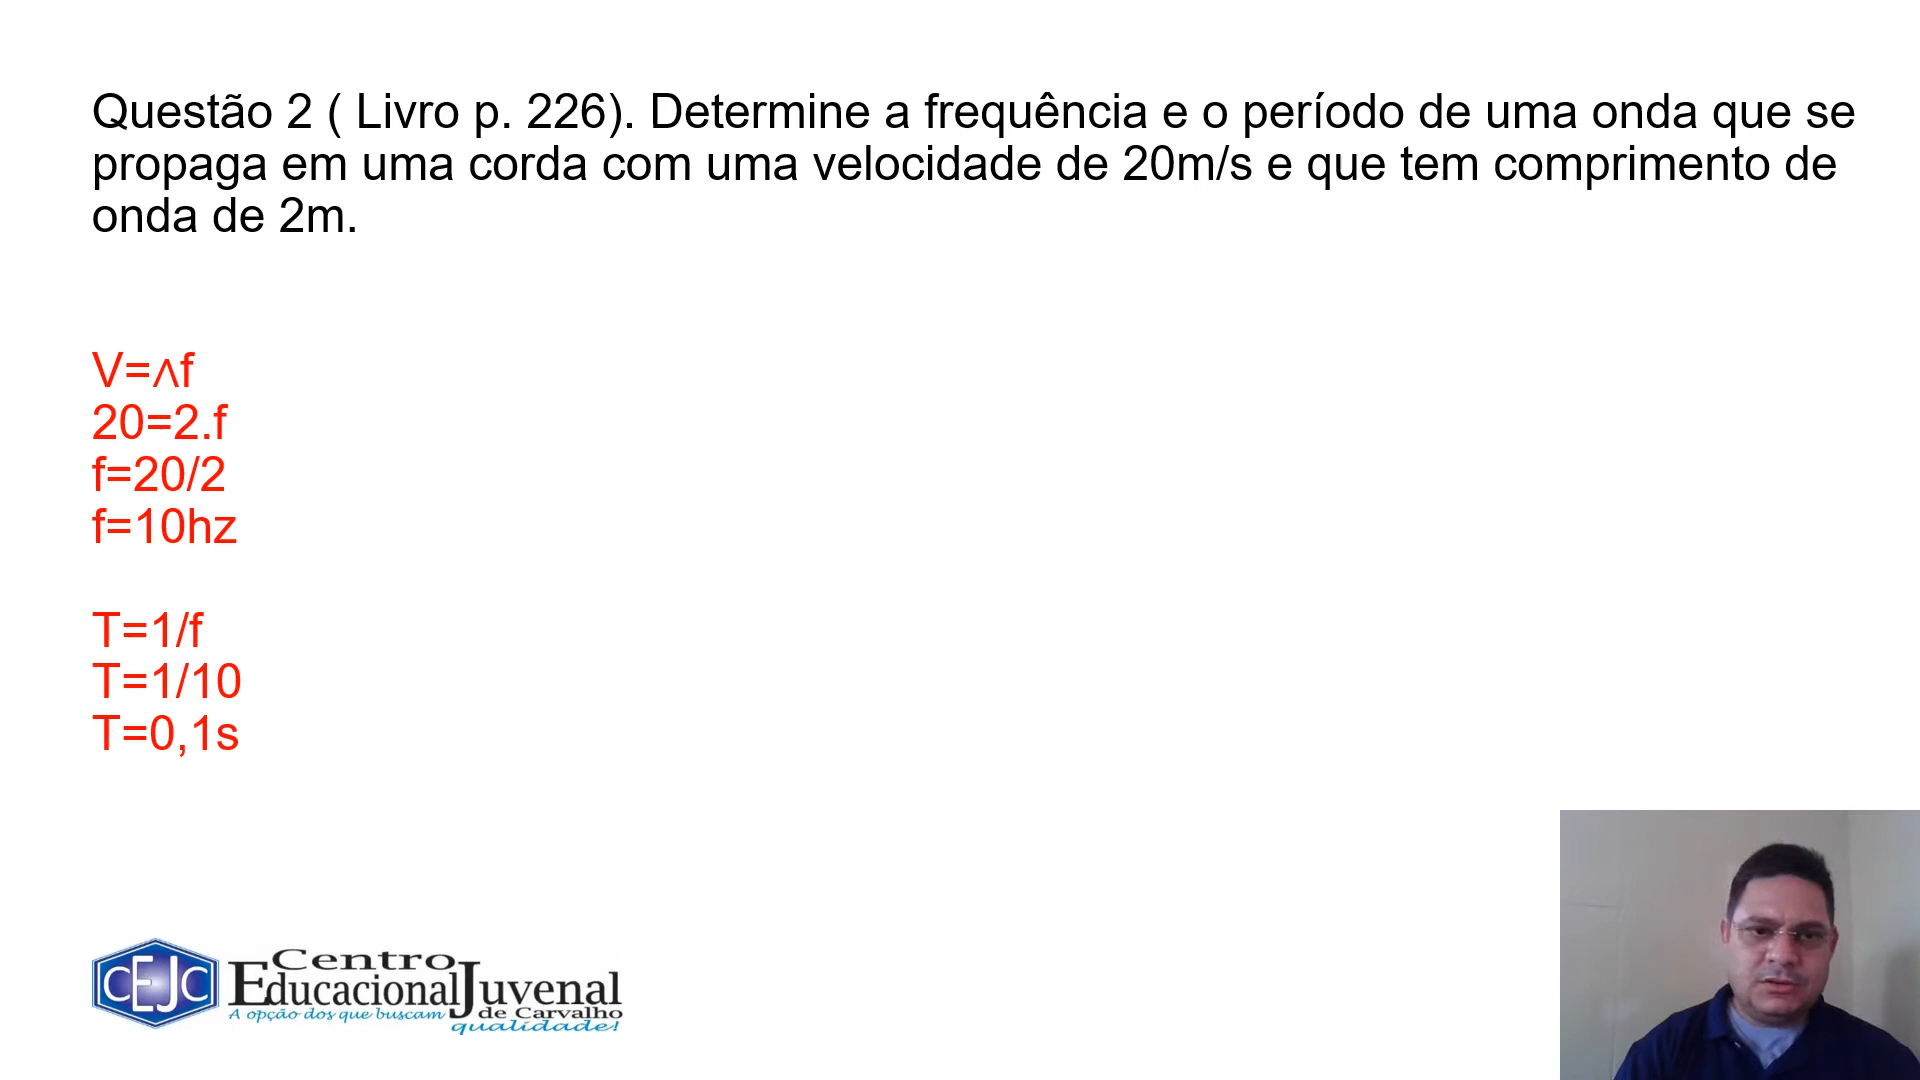 Questão 2 ( Livro p. 226). Determine a frequência e o período de uma onda que se
propaga em uma corda com uma velocidade de 20m/s e que tem comprimento de
onda de 2m.
V=ʌf
20=2.f
f=20/2
f=10hz
T=1/f
T=1/10
T=0,1s
CEJC
Centro
Educacional Juvenal
de Carvalho
A opção dos que buscam
qualidade!